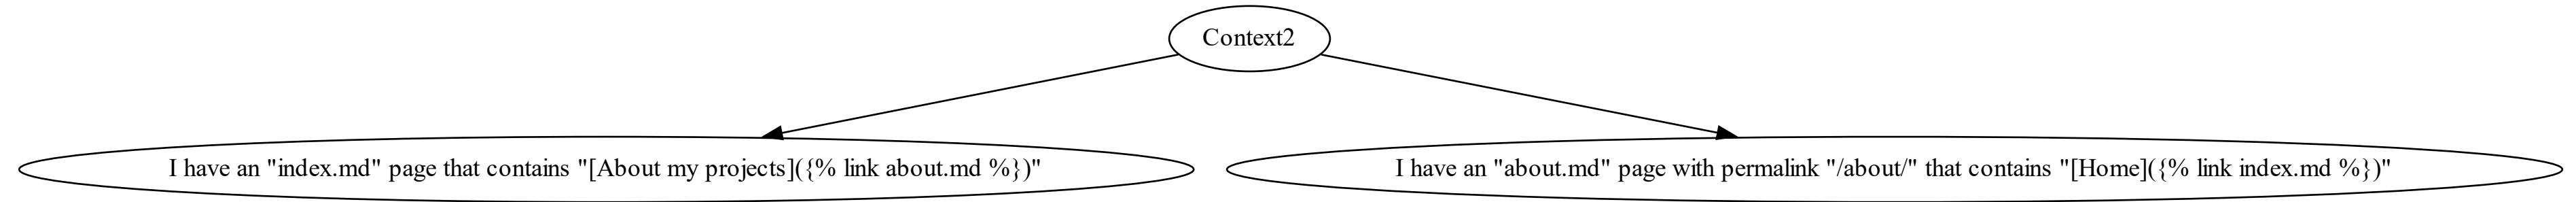 Context2
I have an "index.md" page that contains "[About my projects]({% link about.md %})"
I have an "about.md" page with permalink "/about/" that contains "[Home]({% link index.md %})"